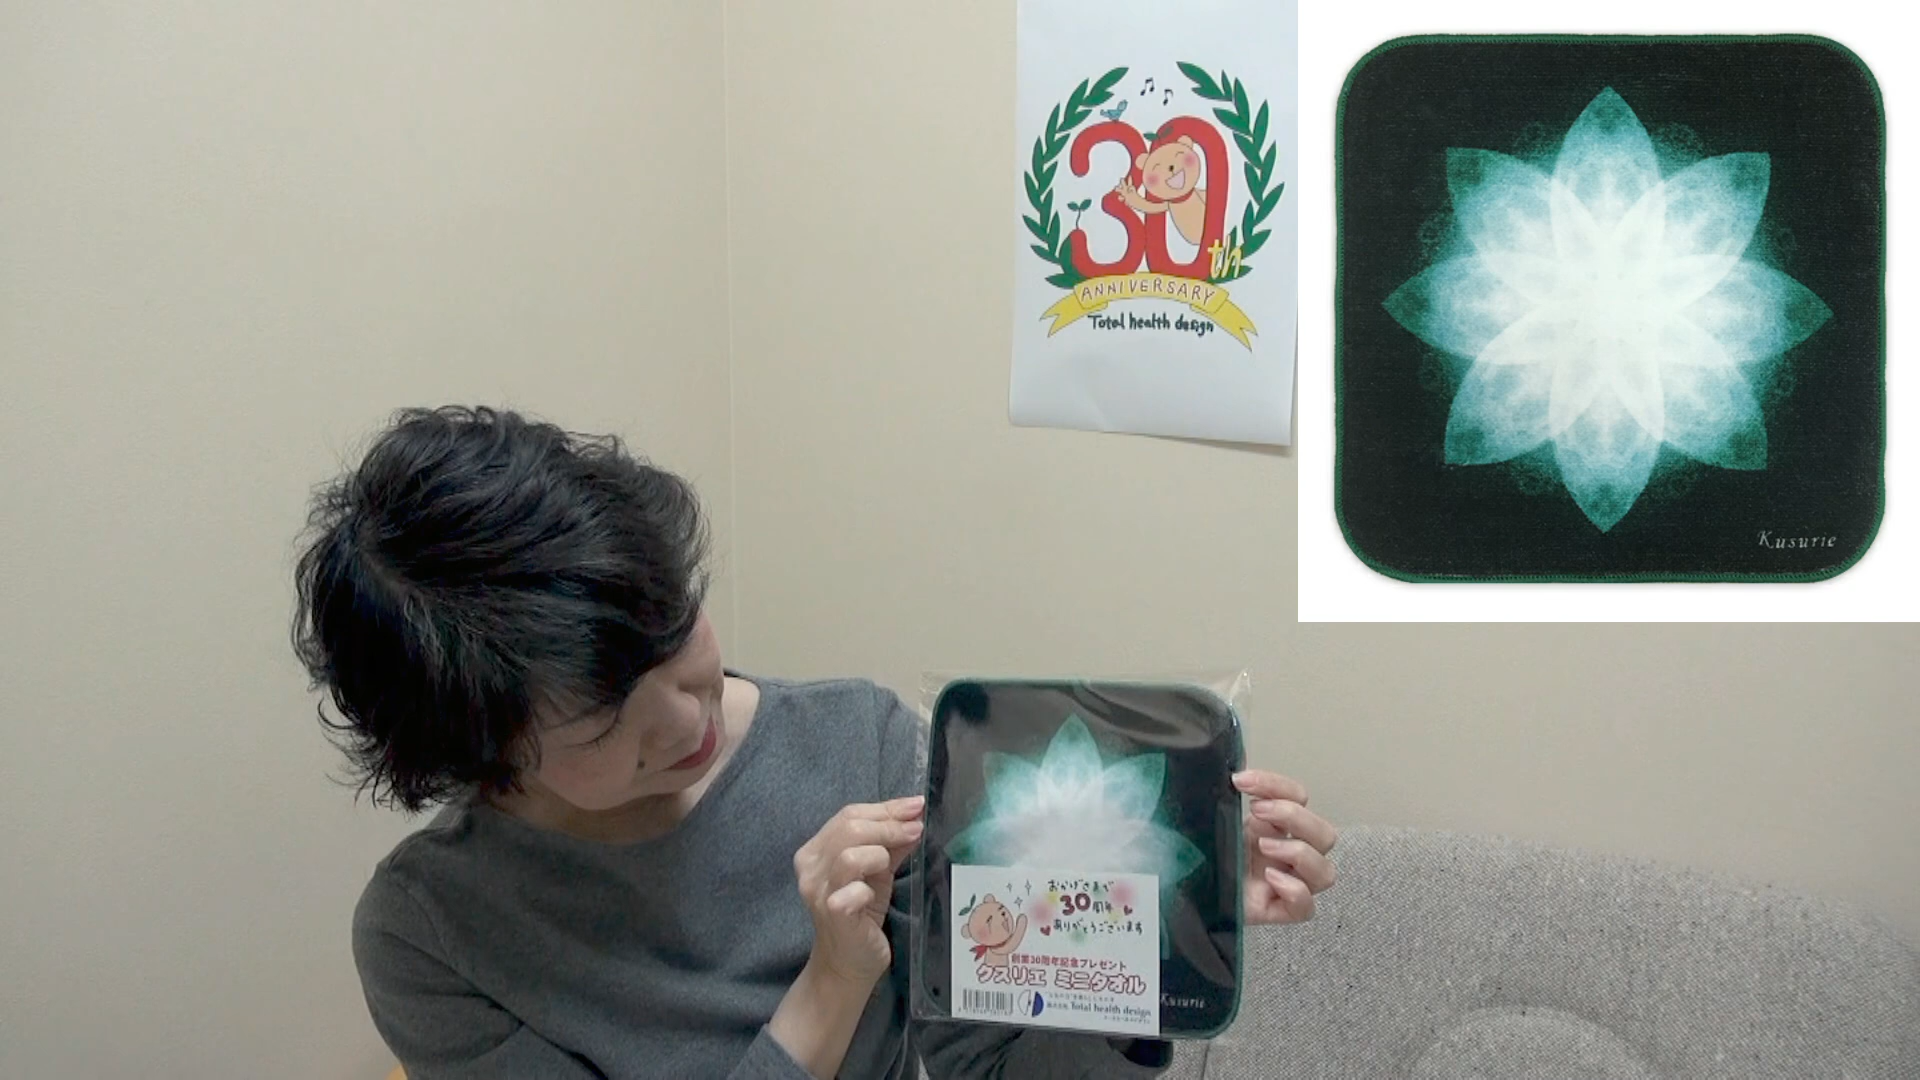 30th
ANNIVERSARY
Total health design
Kusurie
おかげさまで
30周年
ありがとうございます
創業30周年記念プレゼント
クスリエ ミニタオル
Total health design
Kusurie